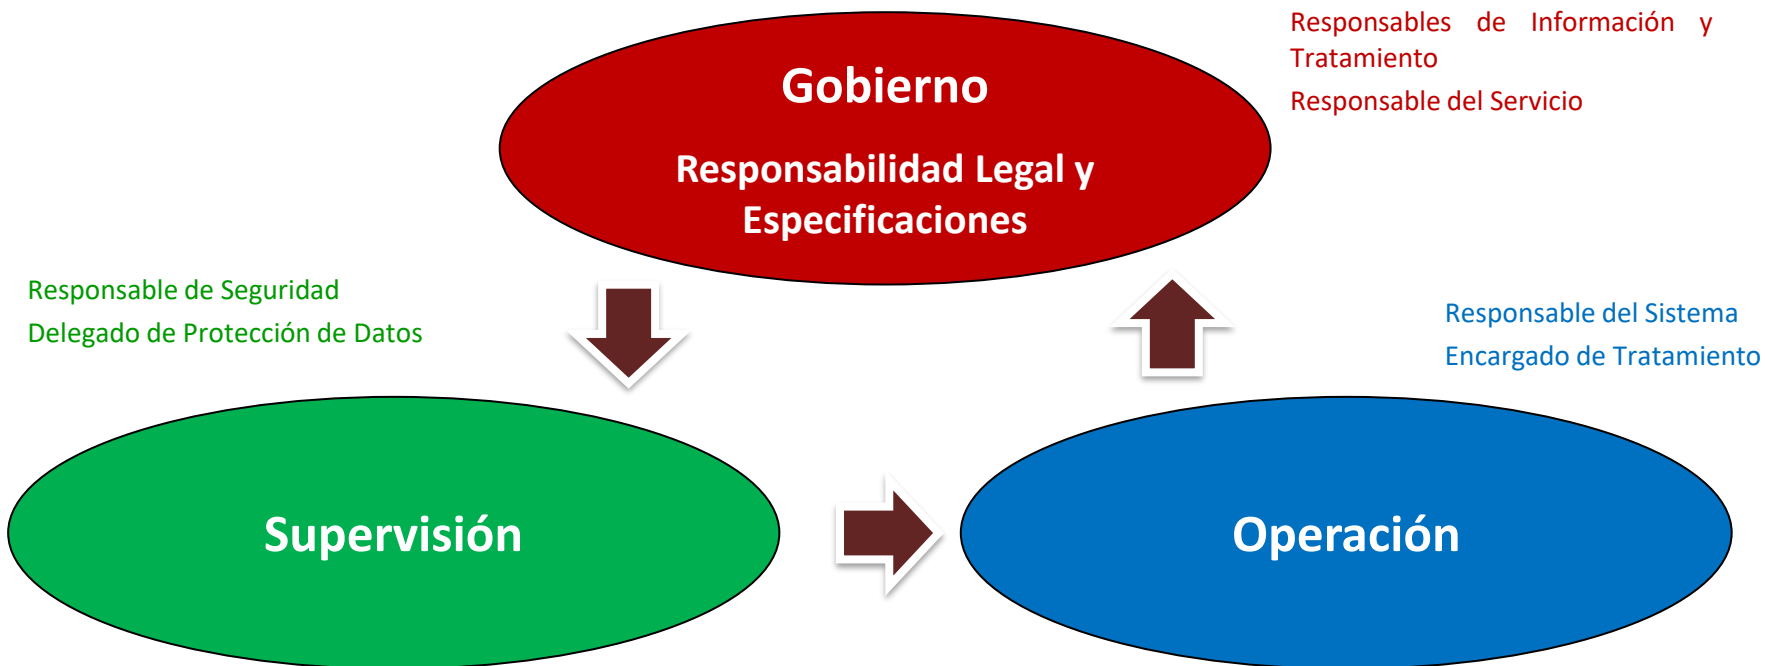 Responsables de Información y
Tratamiento
Responsable del Servicio
Gobierno
Responsabilidad Legal y
Especificaciones
Responsable de Seguridad
Delegado de Protección de Datos
Responsable del Sistema
Encargado de Tratamiento
Supervisión
Operación